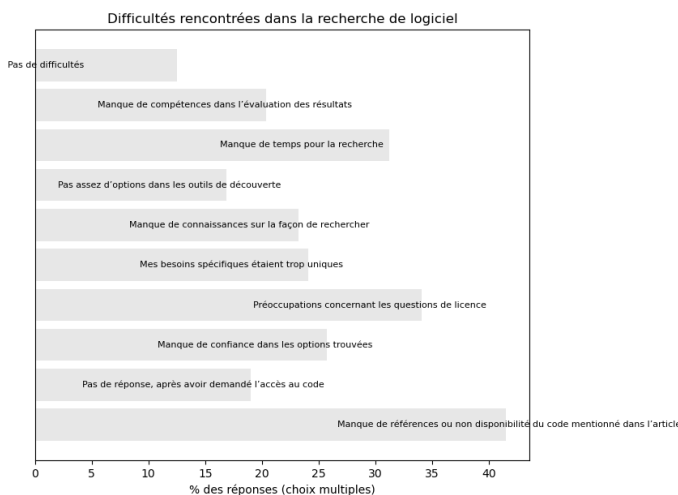 Difficultés rencontrées dans la recherche de logiciel
Pas de difficultés
Manque de compétences dans l’évaluation des résultats
Manque de temps pour la recherche
Pas assez d’options dans les outils de découverte
Manque de connaissances sur la façon de rechercher
Mes besoins spécifiques étaient trop uniques
Préoccupations concernant les questions de licence
Manque de confiance dans les options trouvées
Pas de réponse, après avoir demandé l’accès au code
Manque de références ou non disponibilité du code mentionné dans l’article
0 5 10 15 20 25 30 35 40
% des réponses (choix multiples)